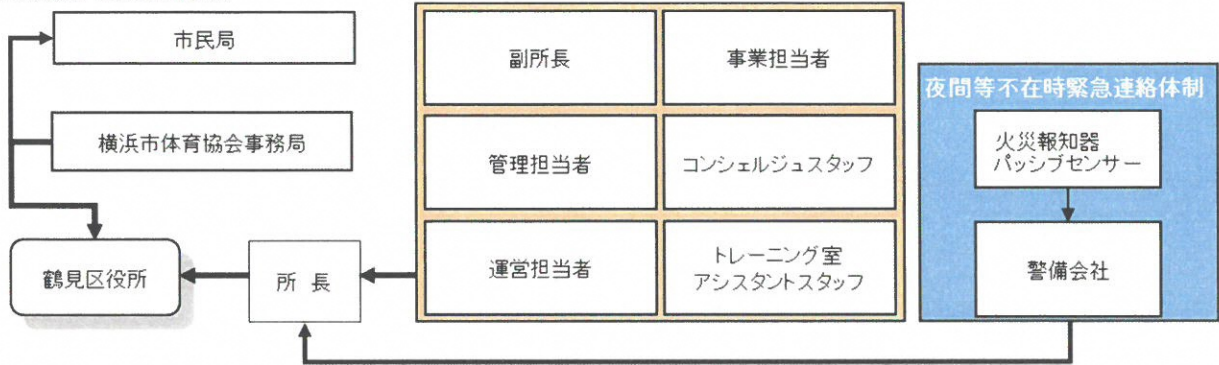 市民局
横浜市体育協会事務局
鶴見区役所
所 長
副所長
事業担当者
管理担当者
コンシェルジュスタッフ
運営担当者
トレーニング室
アシスタントスタッフ
夜間等不在時緊急連絡体制
火災報知器
パッシブセンサー
警備会社